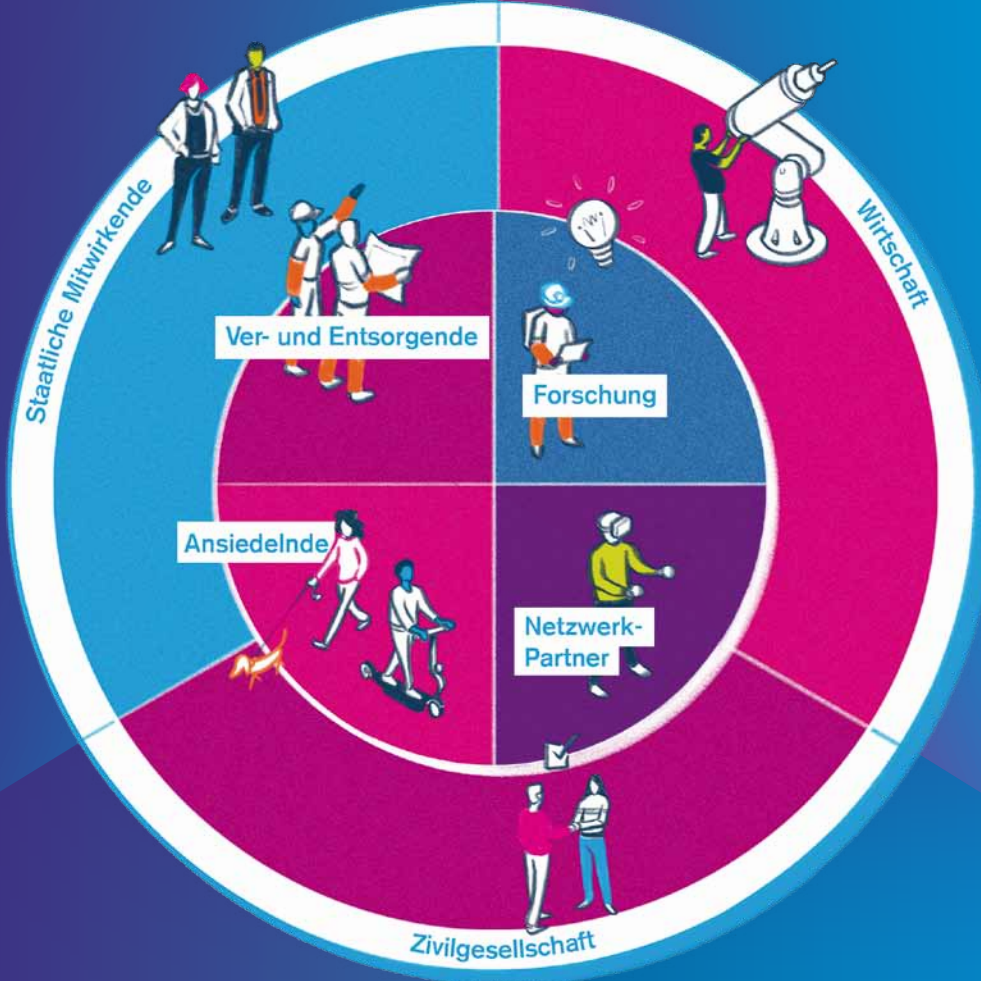 Staatliche Mitwirkende
Wirtschaft
Ver- und Entsorgende
Forschung
Ansiedelnde
Netzwerk-
Partner
Zivilgesellschaft